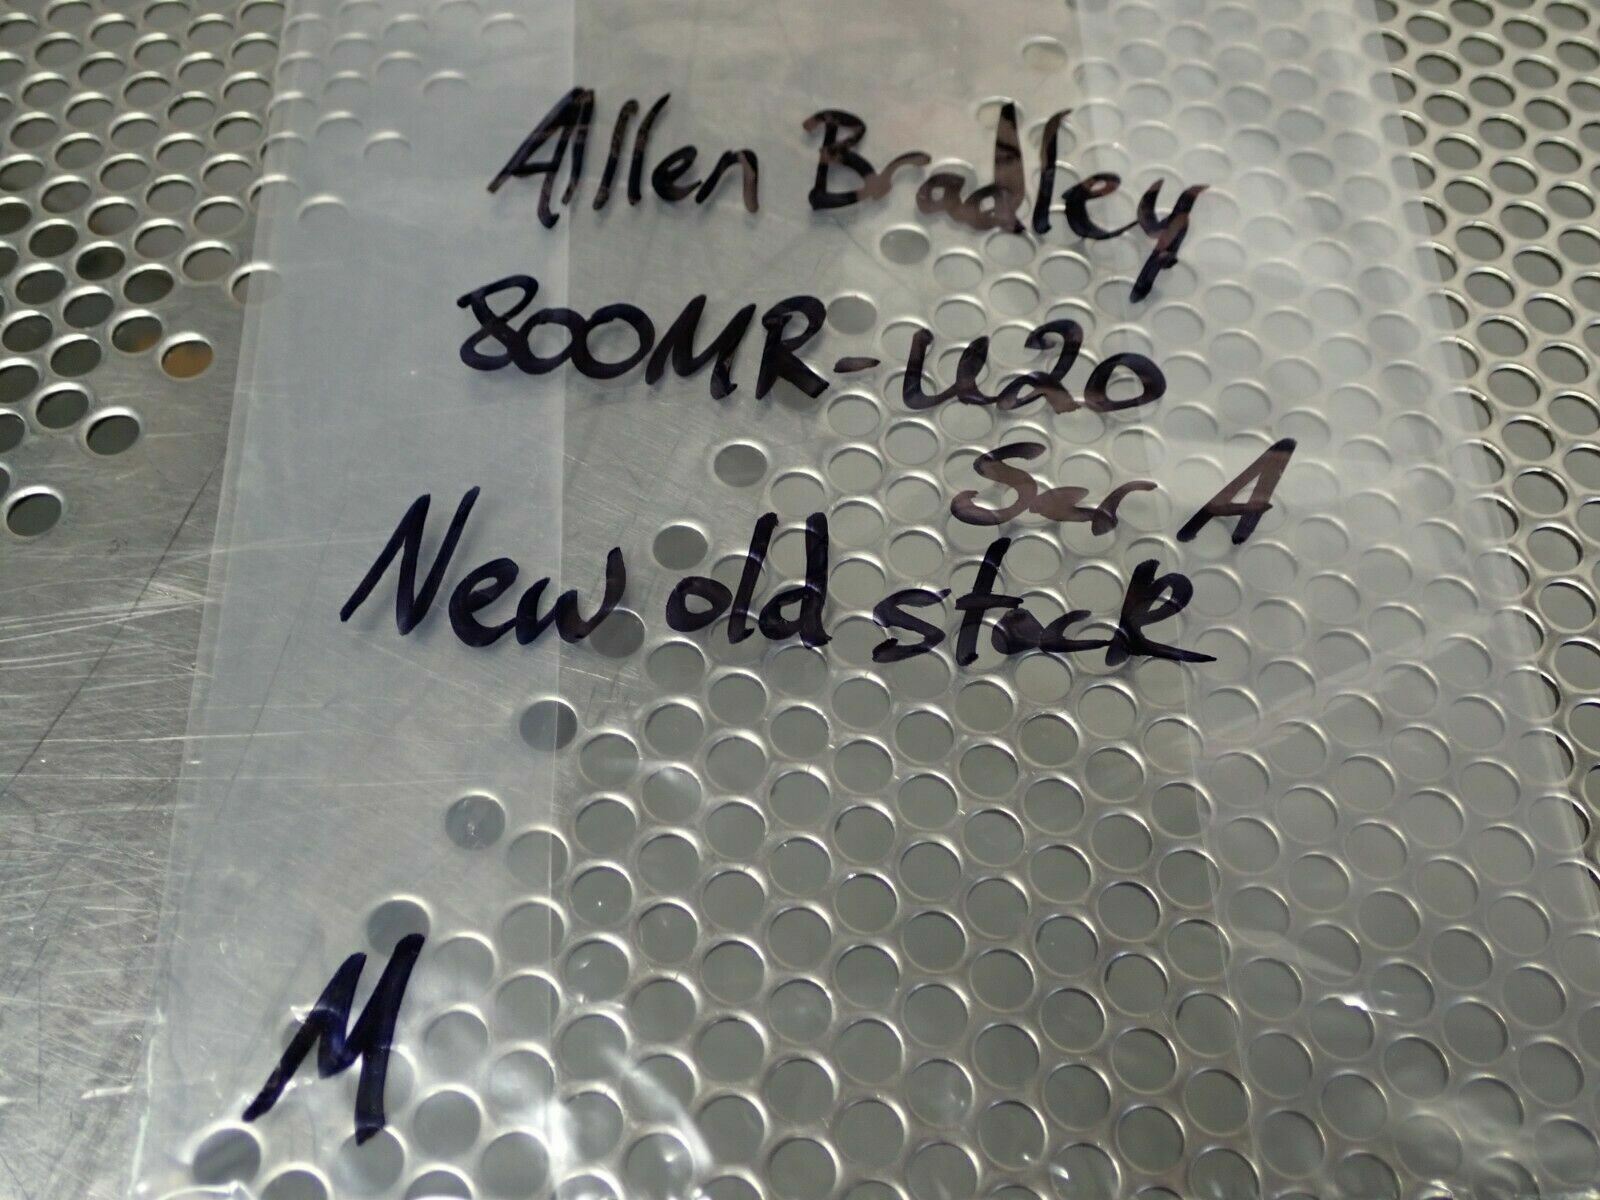 Allen Bradley
800MR-U20
Ser A
New old stock
M